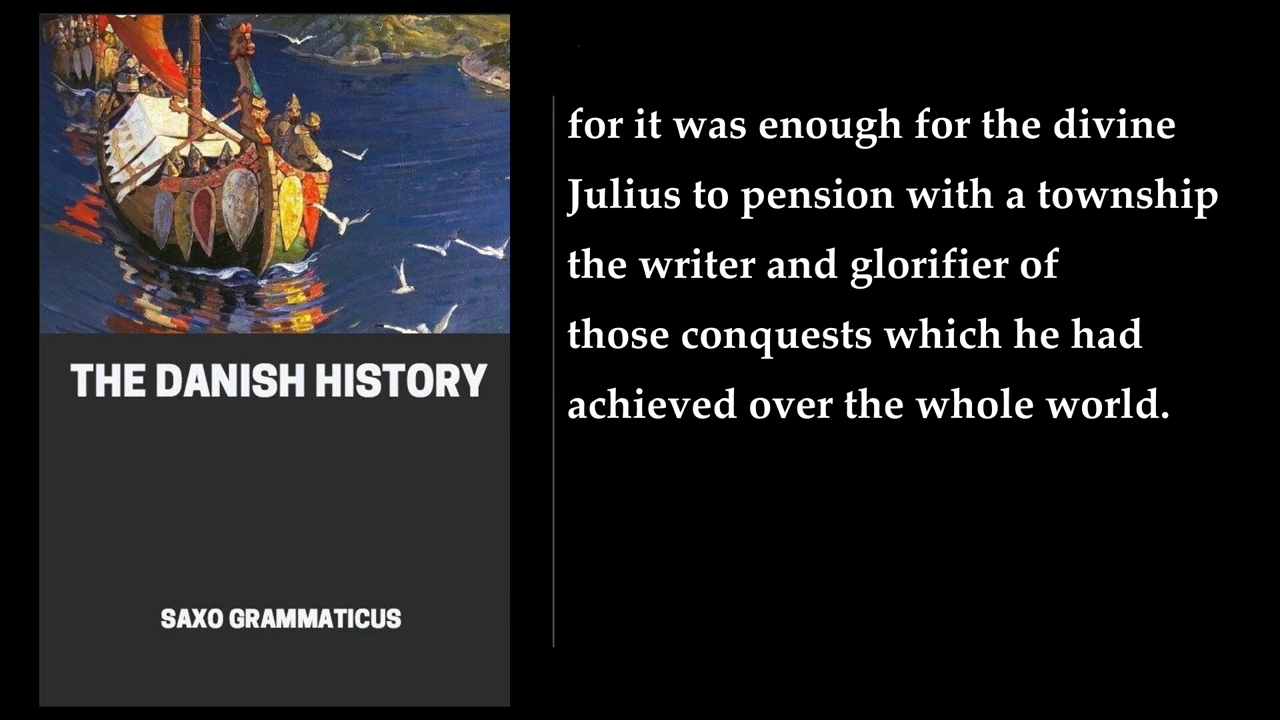 THE DANISH HISTORY
SAXO GRAMMATICUS
for it was enough for the divine
Julius to pension with a township
the writer and glorifier of
those conquests which he had
achieved over the whole world.